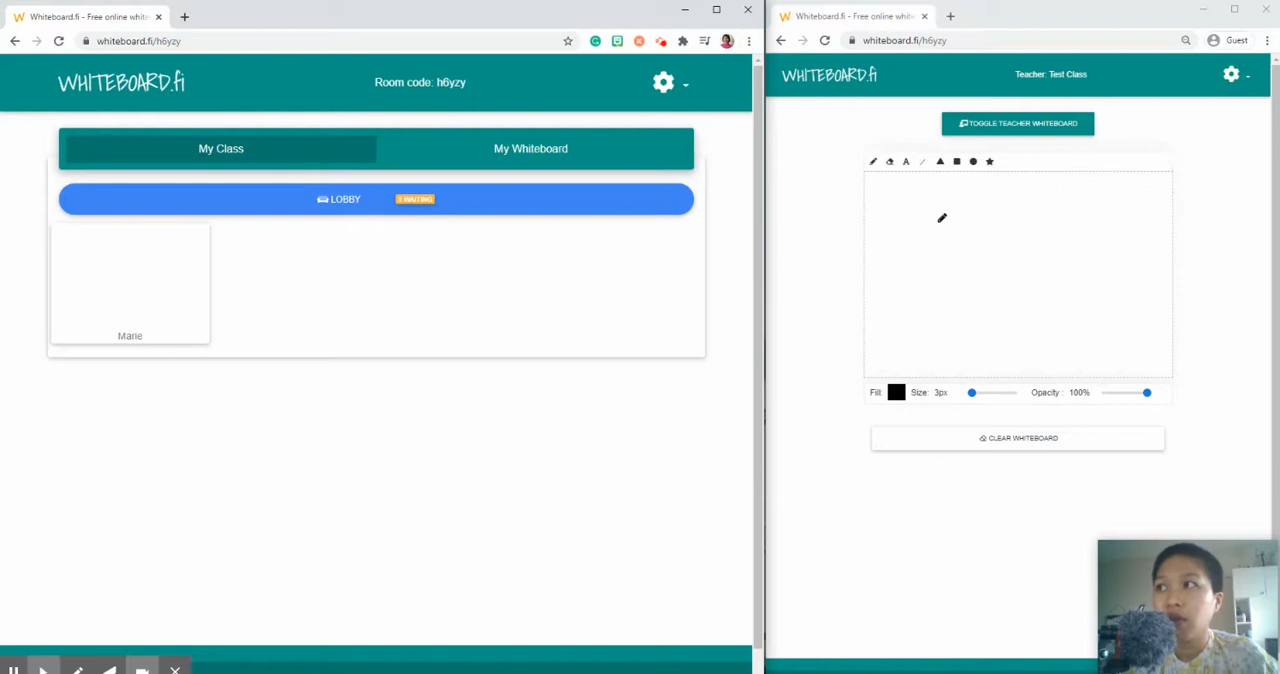 Whiteboard.fi - Free online white
whiteboard.fi/h6yzy
WHITEBOARD.fi
Room code: h6yzy
My Class
My Whiteboard
LOBBY
WAITING
Marie
Whiteboard.fi - Free online white
whiteboard.fi/h6yzy
Guest
WHITEBOARD.fi
Teacher: Test Class
TOGGLE TEACHER WHITEBOARD
A
Fill: Size: 3px Opacity : 100%
CLEAR WHITEBOARD